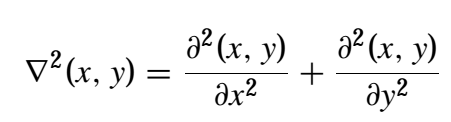 ∇²(x, y) = ∂²(x, y)/∂x² + ∂²(x, y)/∂y²